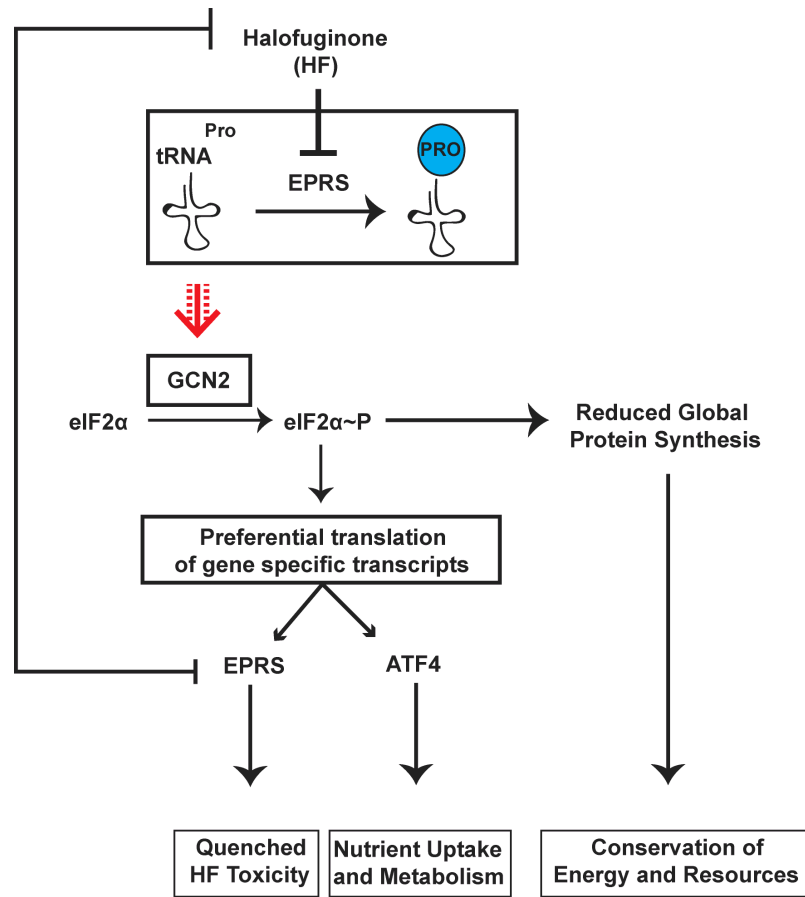 Halofuginone
(HF)
Pro
tRNA
PRO
EPRS
GCN2
eIF2α
eIF2α~P
Reduced Global
Protein Synthesis
Preferential translation
of gene specific transcripts
EPRS
ATF4
Quenched
HF Toxicity
Nutrient Uptake
and Metabolism
Conservation of
Energy and Resources